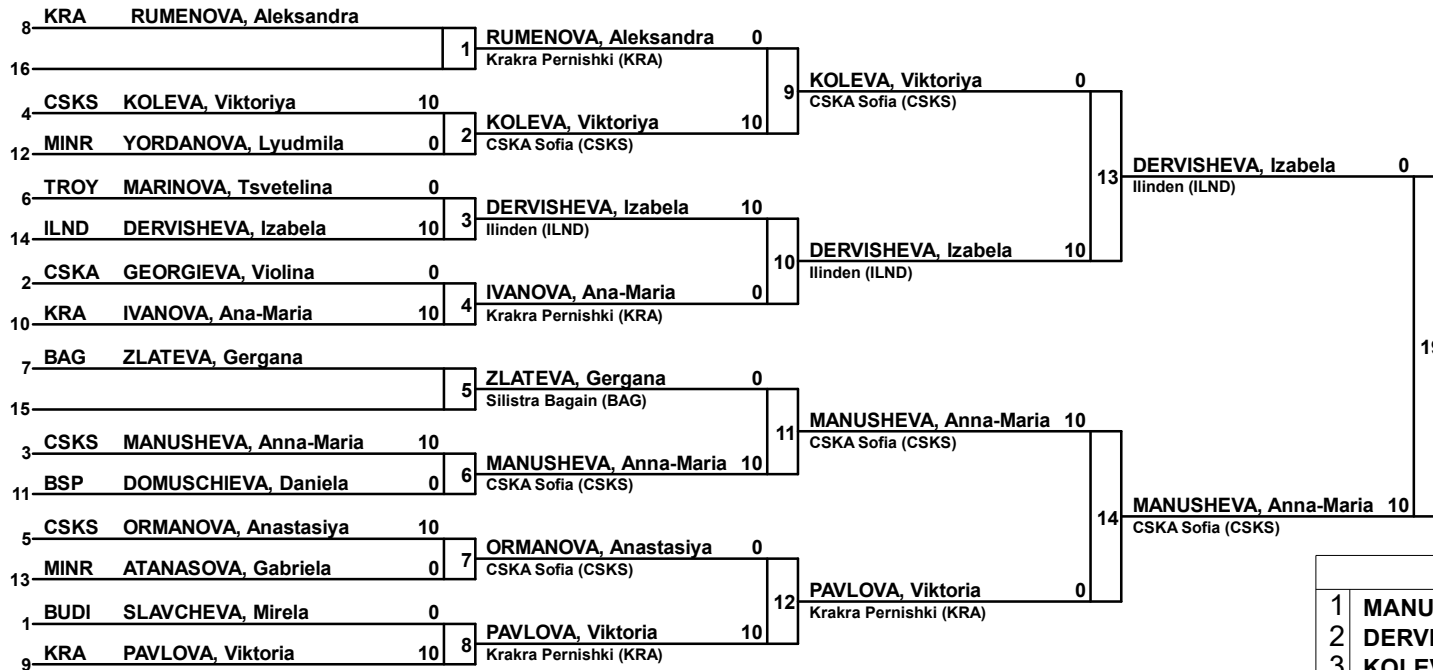 KRA RUMENOVA, Aleksandra
8
16
1
CSKS KOLEVA, Viktoriya 10
4
MINR YORDANOVA, Lyudmila 0
12
2
TROY MARINOVA, Tsvetelina 0
6
ILND DERVISHEVA, Izabela 10
14
3
CSKA GEORGIEVA, Violina 0
2
KRA IVANOVA, Ana-Maria 10
10
4
BAG ZLATEVA, Gergana
7
15
5
CSKS MANUSHEVA, Anna-Maria 10
3
BSP DOMUSCHIEVA, Daniela 0
11
6
CSKS ORMANOVA, Anastasiya 10
5
MINR ATANASOVA, Gabriela 0
13
7
BUDI SLAVCHEVA, Mirela 0
1
KRA PAVLOVA, Viktoria 10
9
8
RUMENOVA, Aleksandra 0
Krakra Pernishki (KRA)
KOLEVA, Viktoriya 10
CSKA Sofia (CSKS)
9
DERVISHEVA, Izabela 10
Ilinden (ILND)
IVANOVA, Ana-Maria 0
Krakra Pernishki (KRA)
10
ZLATEVA, Gergana 0
Silistra Bagain (BAG)
MANUSHEVA, Anna-Maria 10
CSKA Sofia (CSKS)
11
ORMANOVA, Anastasiya 0
CSKA Sofia (CSKS)
PAVLOVA, Viktoria 10
Krakra Pernishki (KRA)
12
KOLEVA, Viktoriya 0
CSKA Sofia (CSKS)
DERVISHEVA, Izabela 10
Ilinden (ILND)
13
MANUSHEVA, Anna-Maria 10
CSKA Sofia (CSKS)
PAVLOVA, Viktoria 0
Krakra Pernishki (KRA)
14
DERVISHEVA, Izabela 0
Ilinden (ILND)
MANUSHEVA, Anna-Maria 10
CSKA Sofia (CSKS)
1 MANU
2 DERVI
3